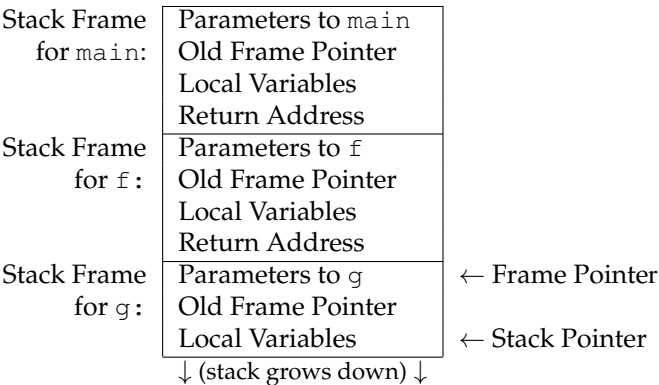 Stack Frame Parameters to main
for main: Old Frame Pointer
Local Variables
Return Address
Stack Frame Parameters to f
for f: Old Frame Pointer
Local Variables
Return Address
Stack Frame Parameters to g ← Frame Pointer
for g: Old Frame Pointer
Local Variables ← Stack Pointer
↓ (stack grows down) ↓